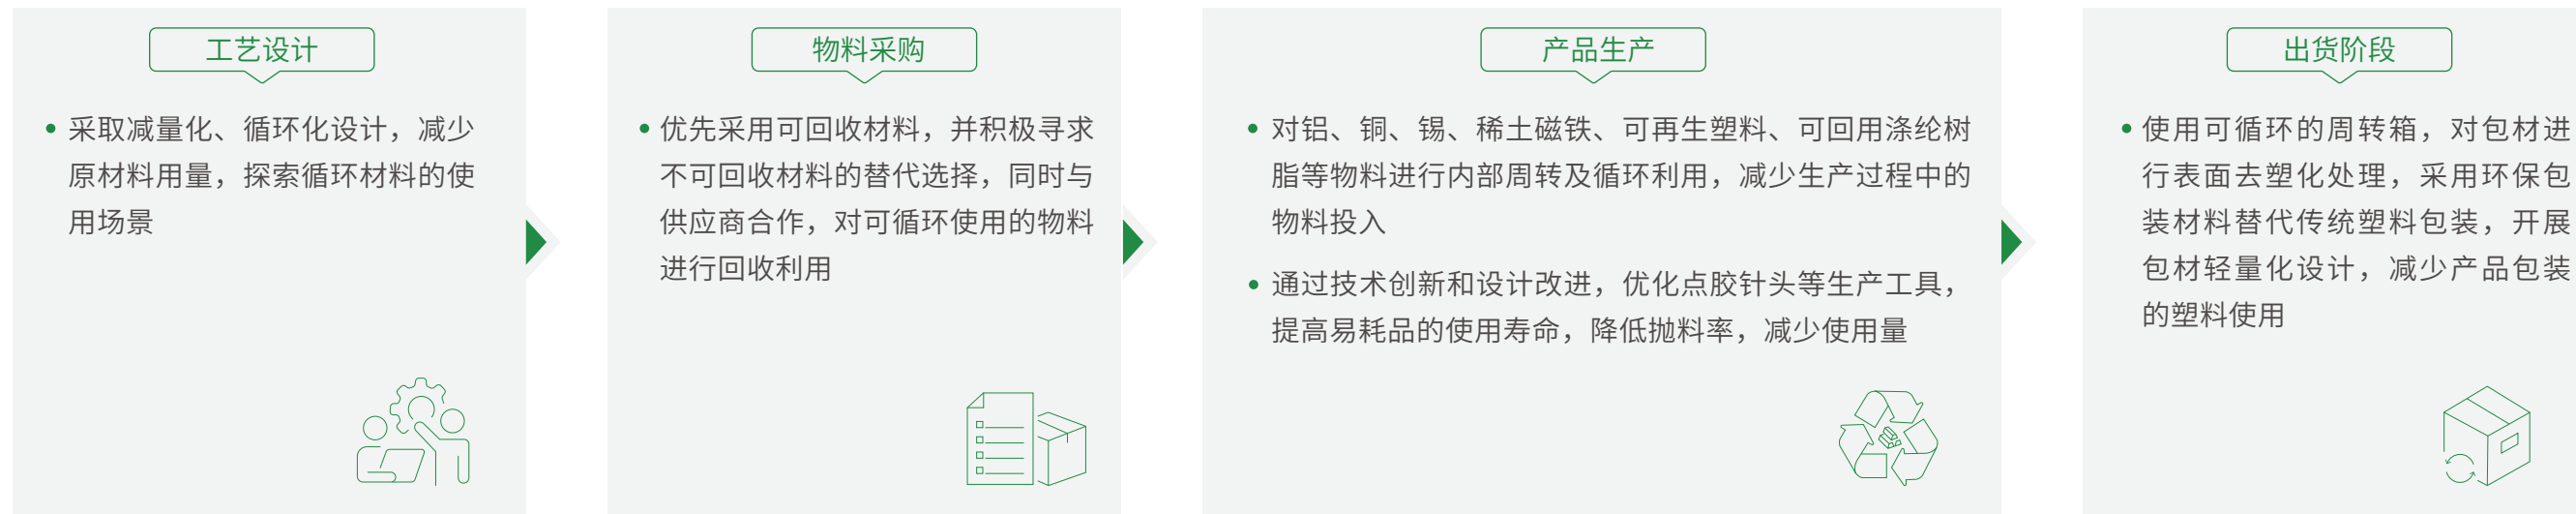 工艺设计
• 采取减量化、循环化设计，减少
原材料用量，探索循环材料的使
用场景
物料采购
• 优先采用可回收材料，并积极寻求
不可回收材料的替代选择，同时与
供应商合作，对可循环使用的物料
进行回收利用
产品生产
• 对铝、铜、锡、稀土磁铁、可再生塑料、可回用涤纶树
脂等物料进行内部周转及循环利用，减少生产过程中的
物料投入
• 通过技术创新和设计改进，优化点胶针头等生产工具，
提高易耗品的使用寿命，降低抛料率，减少使用量
出货阶段
• 使用可循环的周转箱，对包材进
行表面去塑化处理，采用环保包
装材料替代传统塑料包装，开展
包材轻量化设计，减少产品包装
的塑料使用